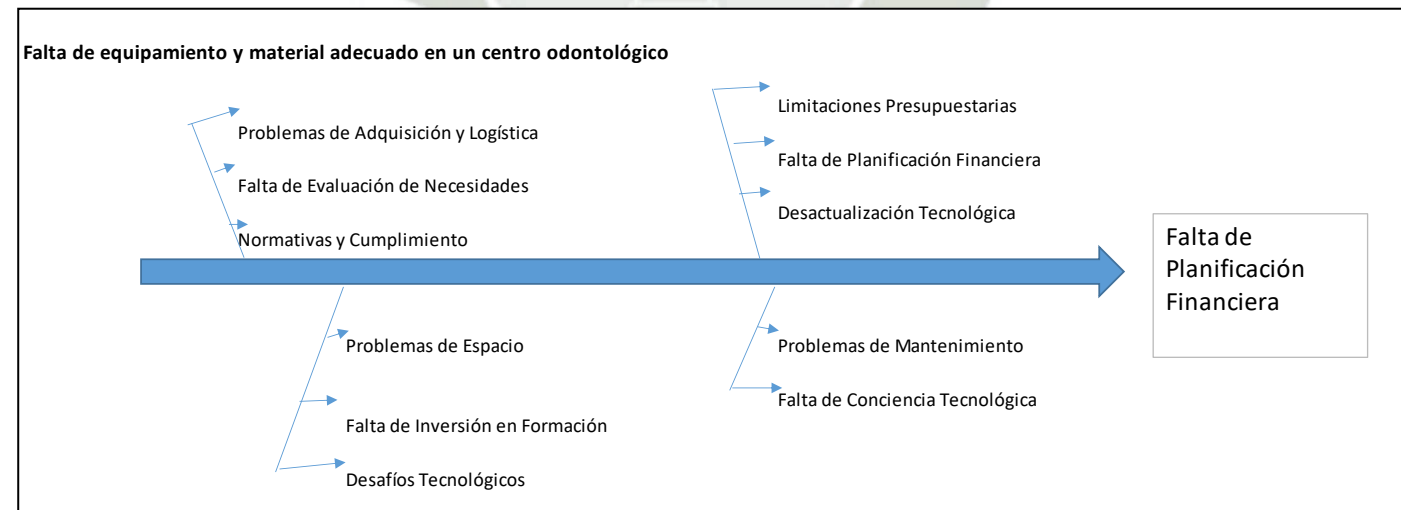 Falta de equipamiento y material adecuado en un centro odontológico
Problemas de Adquisición y Logística
Falta de Evaluación de Necesidades
Normativas y Cumplimiento
Limitaciones Presupuestarias
Falta de Planificación Financiera
Desactualización Tecnológica
Problemas de Espacio
Falta de Inversión en Formación
Desafíos Tecnológicos
Problemas de Mantenimiento
Falta de Conciencia Tecnológica
Falta de
Planificación
Financiera